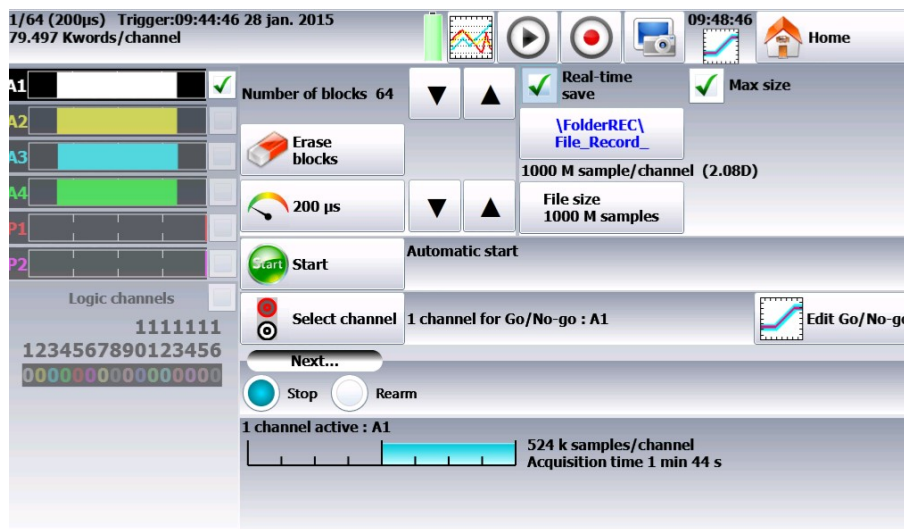 1/64 (200µs) Trigger:09:44:46 28 jan. 2015
79.497 Kwords/channel
09:48:46
Home
A1
A2
A3
A4
P1
P2
Logic channels
1111111
1234567890123456
0000000000000000
Number of blocks 64
Real-time
save
Max size
Erase
blocks
\FolderREC\
File_Record_
1000 M sample/channel (2.08D)
200 µs
File size
1000 M samples
Start
Start
Automatic start
Select channel
1 channel for Go/No-go : A1
Edit Go/No-go
Next...
Stop
Rearm
1 channel active : A1
524 k samples/channel
Acquisition time 1 min 44 s